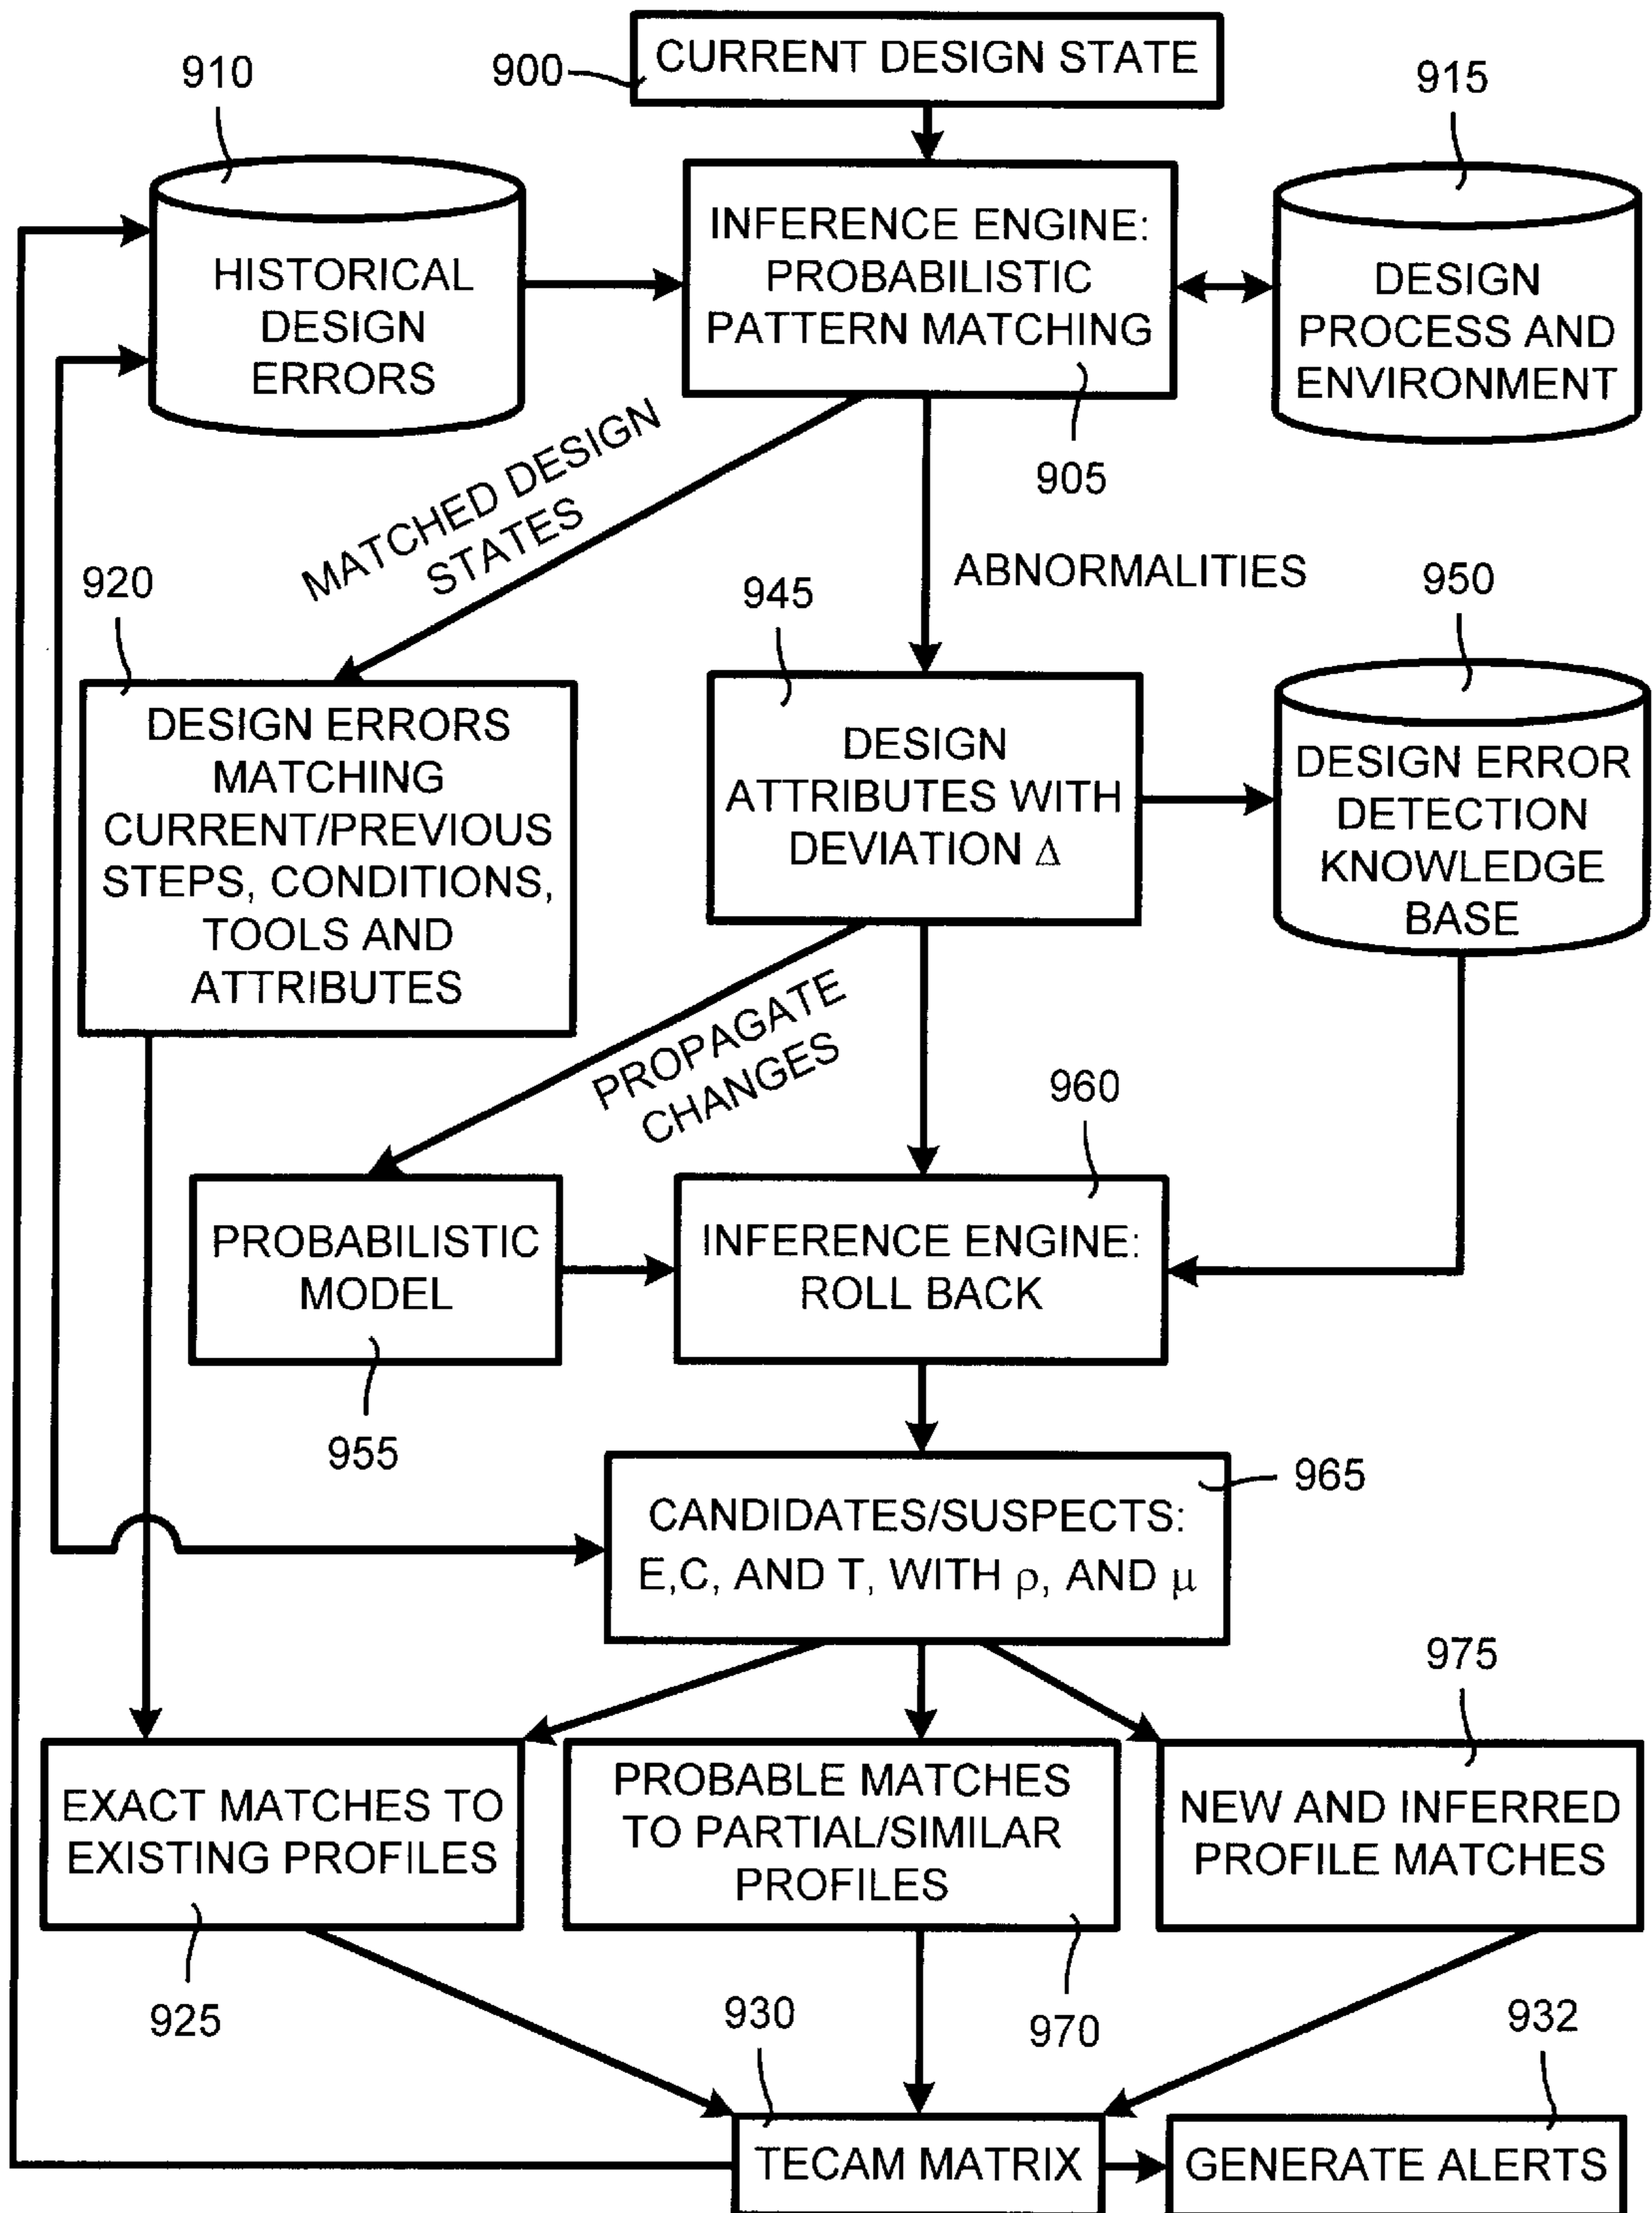 CURRENT DESIGN STATE
900
910
915
HISTORICAL
DESIGN
ERRORS
INFERENCE ENGINE:
PROBABILISTIC
PATTERN MATCHING
DESIGN
PROCESS AND
ENVIRONMENT
905
MATCHED DESIGN
STATES
ABNORMALITIES
920
945
950
DESIGN ERRORS
MATCHING
CURRENT/PREVIOUS
STEPS, CONDITIONS,
TOOLS AND
ATTRIBUTES
DESIGN
ATTRIBUTES WITH
DEVIATION Δ
DESIGN ERROR
DETECTION
KNOWLEDGE
BASE
PROPAGATE
CHANGES
960
PROBABILISTIC
MODEL
INFERENCE ENGINE:
ROLL BACK
955
965
CANDIDATES/SUSPECTS:
E,C, AND T, WITH ρ, AND μ
975
EXACT MATCHES TO
EXISTING PROFILES
PROBABLE MATCHES
TO PARTIAL/SIMILAR
PROFILES
NEW AND INFERRED
PROFILE MATCHES
925
930
970
932
TECAM MATRIX
GENERATE ALERTS